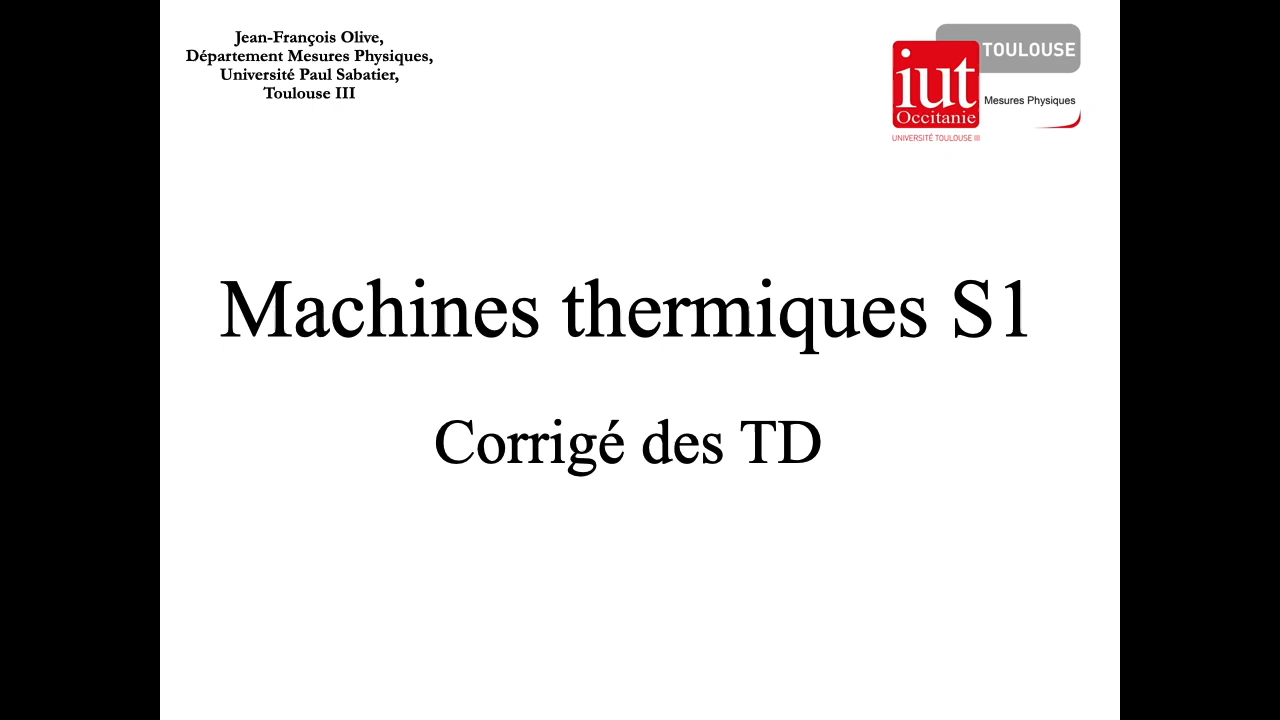 Jean-François Olive,
Département Mesures Physiques,
Université Paul Sabatier,
Toulouse III
TOULOUSE
iut
Occitanie
Mesures Physiques
UNIVERSITÉ TOULOUSE III
Machines thermiques S1
Corrigé des TD